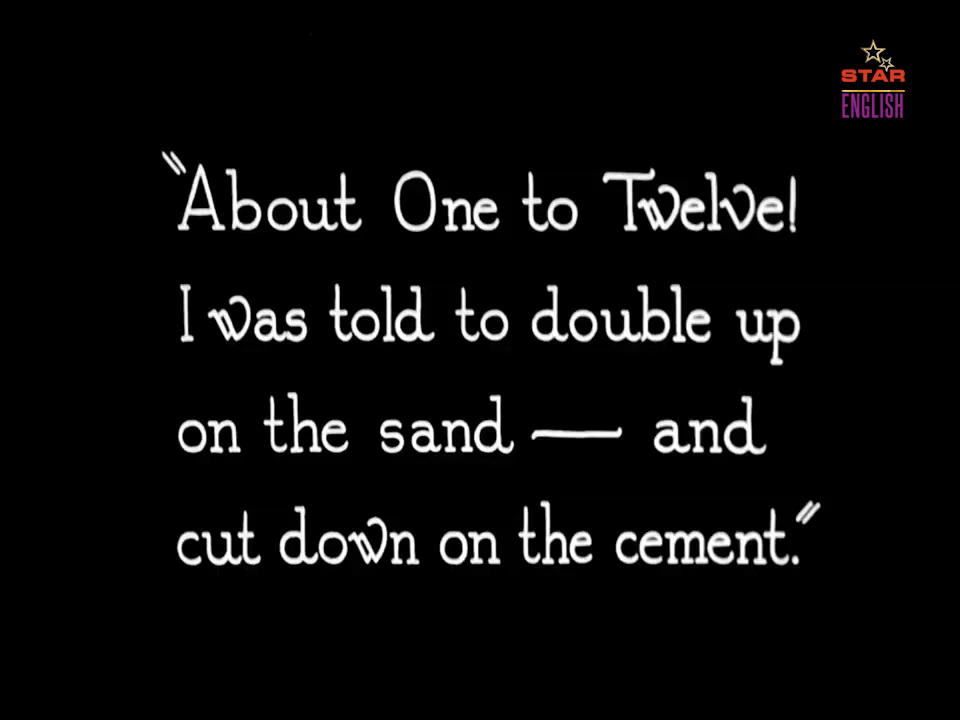 STAR
ENGLISH
"About One to Twelve!
I was told to double up
on the sand — and
cut down on the cement."